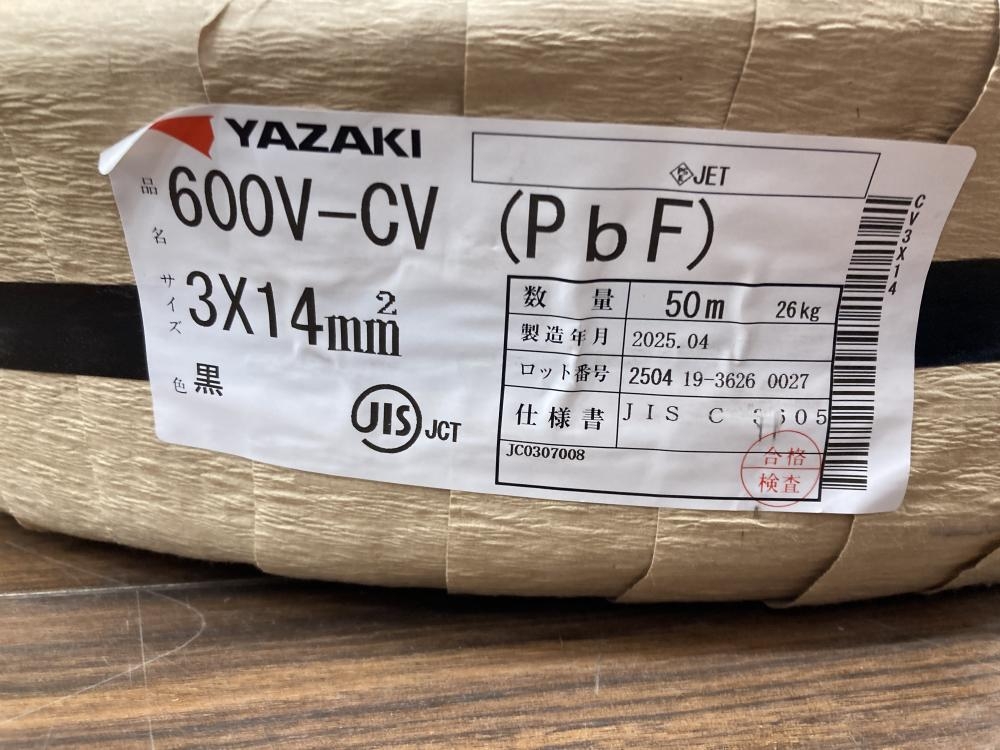 YAZAKI
PS E JET
品名 600V-CV (PbF)
サイズ 3X14mm²
色 黒
JIS JCT
数量 50m 26kg
製造年月 2025.04
ロット番号 2504 19-3626 0027
仕様書 JIS C 3605
JC0307008
合格
検査
CV3X14